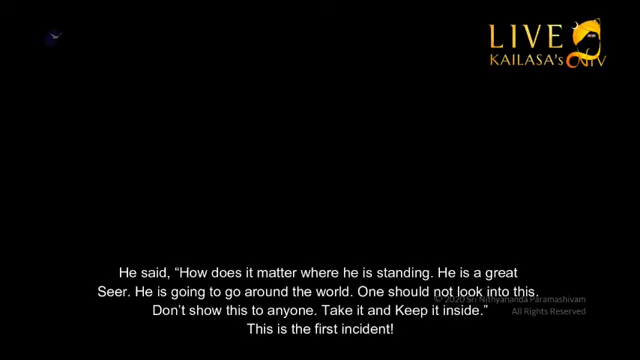 LIVE
KAILASA's TV
He said, “How does it matter where he is standing. He is a great
Seer. He is going to go around the world. One should not look into this.
© 2020 Sri Nithyananda Paramashivam
Don’t show this to anyone. Take it and Keep it inside.”
All Rights Reserved
This is the first incident!